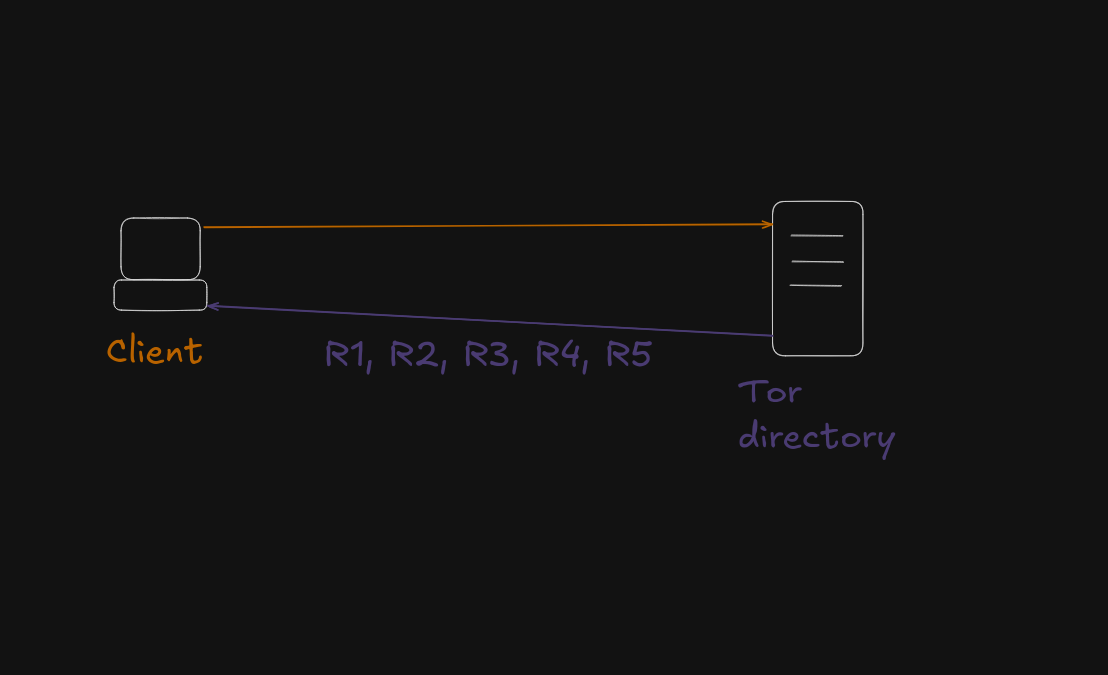 Client
R1, R2, R3, R4, R5
Tor
directory